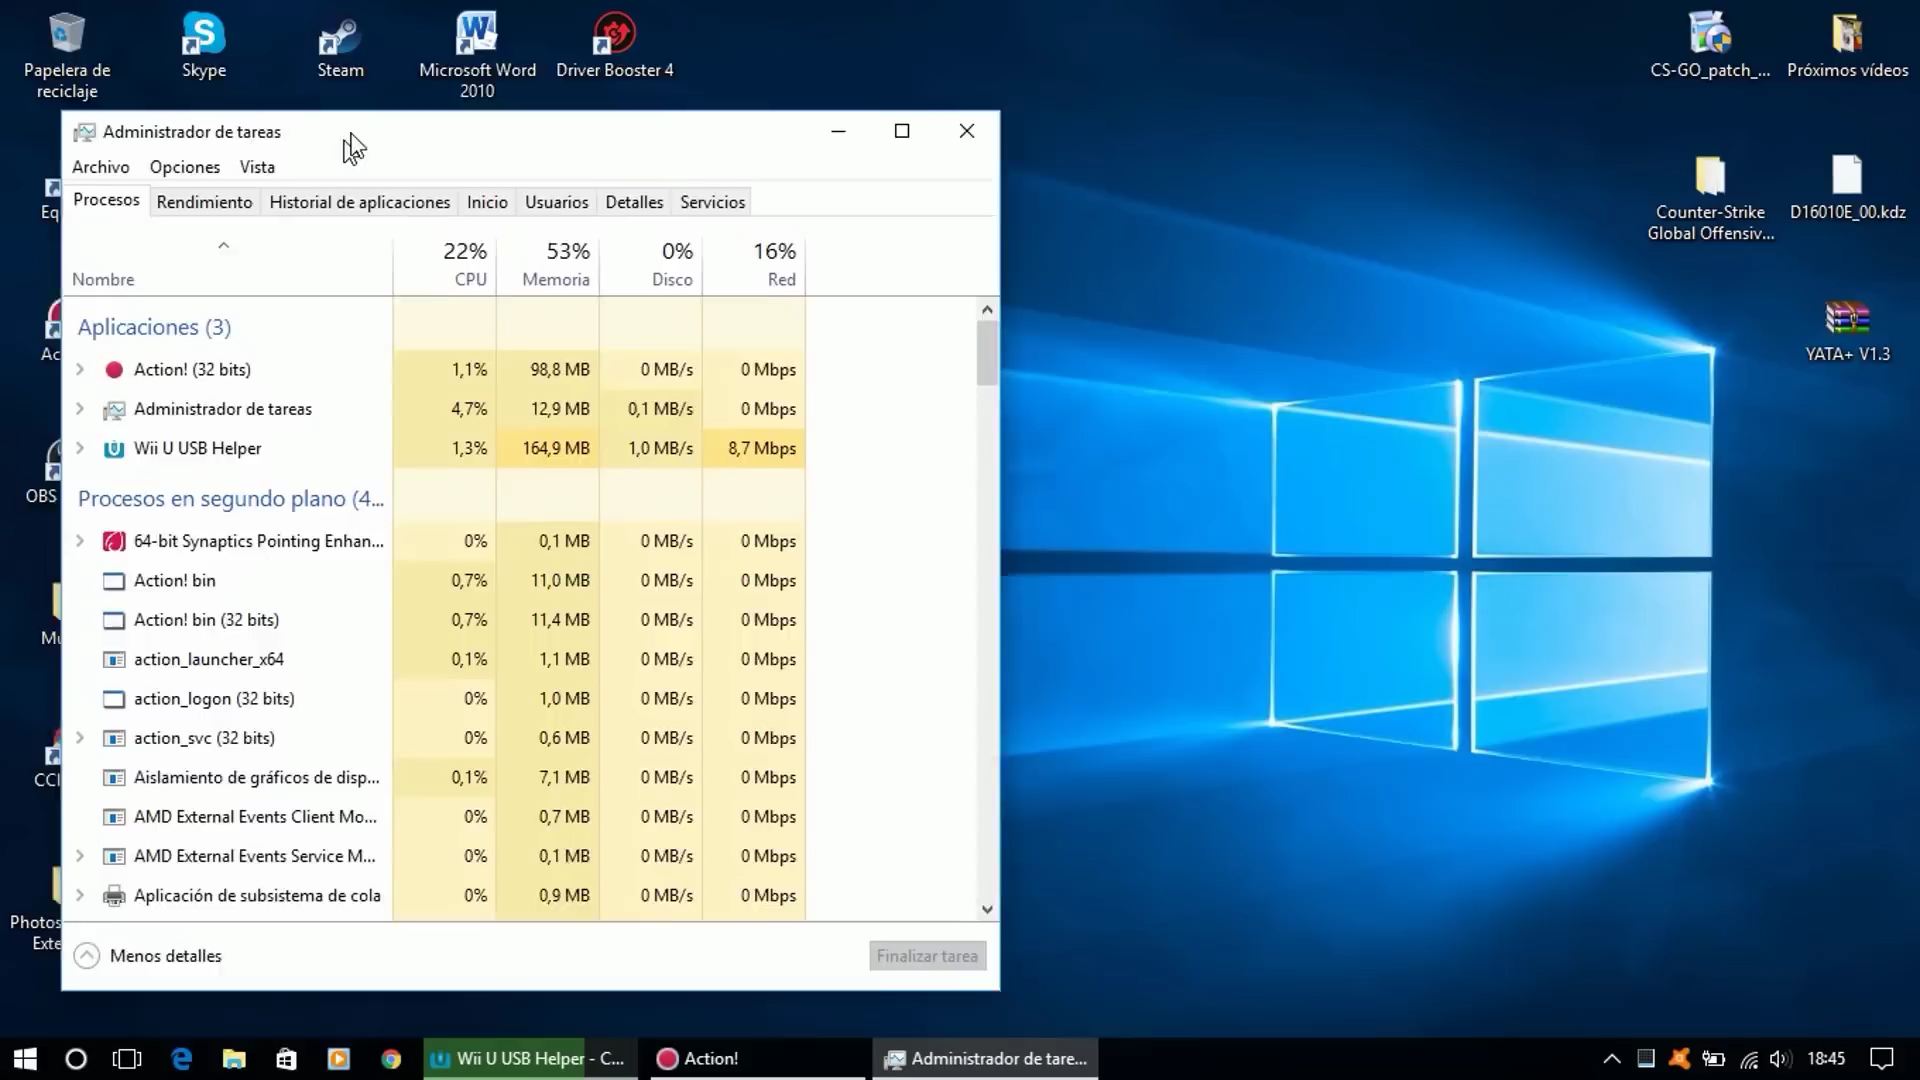 Papelera de
reciclaje
Skype
Steam
Microsoft Word
2010
Driver Booster 4
CS-GO_patch_...
Próximos vídeos
Counter-Strike
Global Offensiv...
D16010E_00.kdz
YATA+ V1.3
Eq
Ac
OBS
Mu
CCl
Photos
Exte
Administrador de tareas
Archivo Opciones Vista
Procesos Rendimiento Historial de aplicaciones Inicio Usuarios Detalles Servicios
22% 53% 0% 16%
Nombre CPU Memoria Disco Red
Aplicaciones (3)
Action! (32 bits) 1,1% 98,8 MB 0 MB/s 0 Mbps
Administrador de tareas 4,7% 12,9 MB 0,1 MB/s 0 Mbps
Wii U USB Helper 1,3% 164,9 MB 1,0 MB/s 8,7 Mbps
Procesos en segundo plano (4...
64-bit Synaptics Pointing Enhan... 0% 0,1 MB 0 MB/s 0 Mbps
Action! bin 0,7% 11,0 MB 0 MB/s 0 Mbps
Action! bin (32 bits) 0,7% 11,4 MB 0 MB/s 0 Mbps
action_launcher_x64 0,1% 1,1 MB 0 MB/s 0 Mbps
action_logon (32 bits) 0% 1,0 MB 0 MB/s 0 Mbps
action_svc (32 bits) 0% 0,6 MB 0 MB/s 0 Mbps
Aislamiento de gráficos de disp... 0,1% 7,1 MB 0 MB/s 0 Mbps
AMD External Events Client Mo... 0% 0,7 MB 0 MB/s 0 Mbps
AMD External Events Service M... 0% 0,1 MB 0 MB/s 0 Mbps
Aplicación de subsistema de cola 0% 0,9 MB 0 MB/s 0 Mbps
Menos detalles Finalizar tarea
Wii U USB Helper - C... Action! Administrador de tare... 18:45